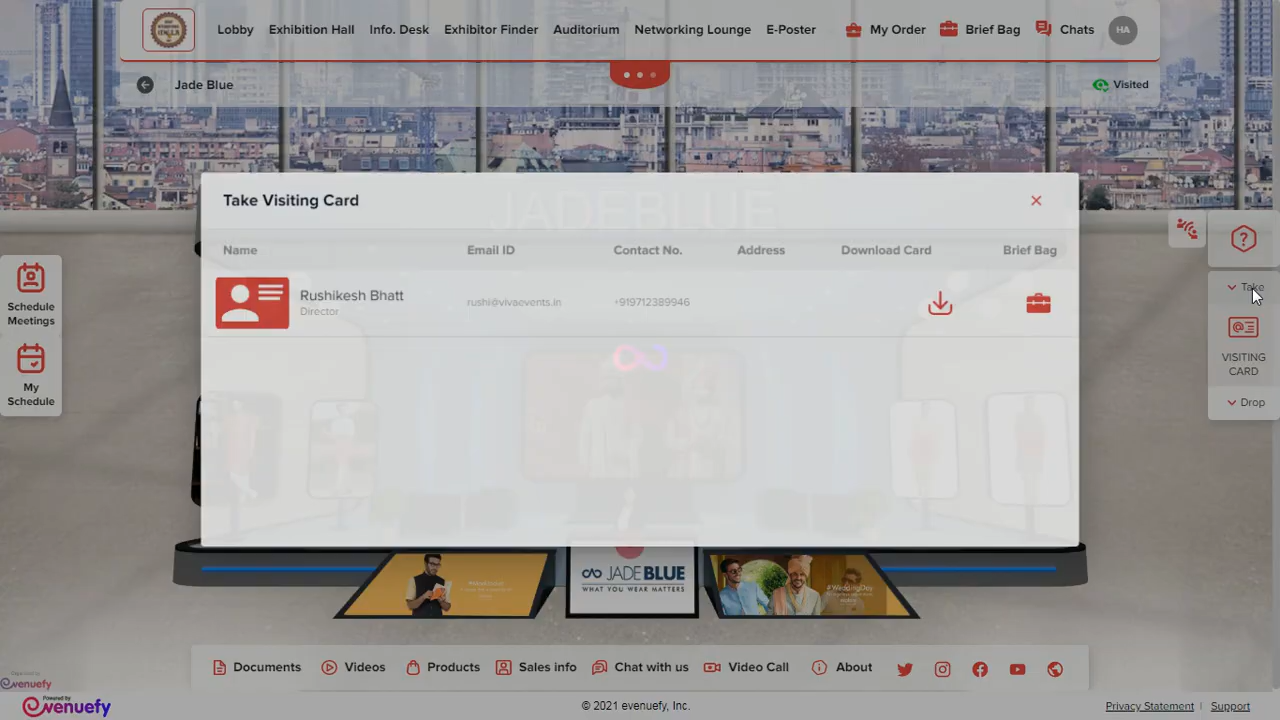 Lobby Exhibition Hall Info. Desk Exhibitor Finder Auditorium Networking Lounge E-Poster My Order Brief Bag Chats HA
Jade Blue Visited
Take Visiting Card
Name Email ID Contact No. Address Download Card Brief Bag
Rushikesh Bhatt rushi@vivaevents.in +919712389946
Director
Schedule
Meetings
My
Schedule
Take
VISITING
CARD
Drop
JADEBLUE
WHAT YOU WEAR MATTERS
#WeddingDay
Documents Videos Products Sales info Chat with us Video Call About
evenuefy
Powered by
evenuefy
© 2021 evenuefy, Inc.
Privacy Statement | Support